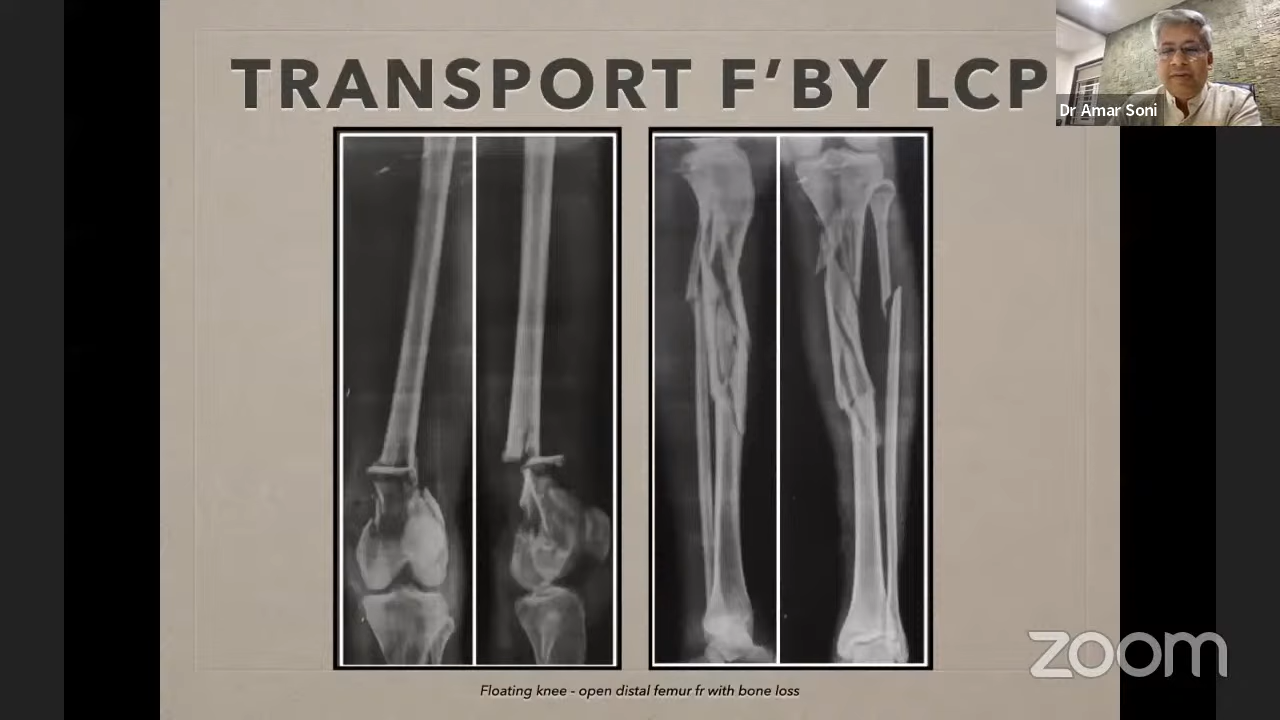 TRANSPORT F'BY LCP
Dr Amar Soni
Floating knee - open distal femur fr with bone loss
zoom